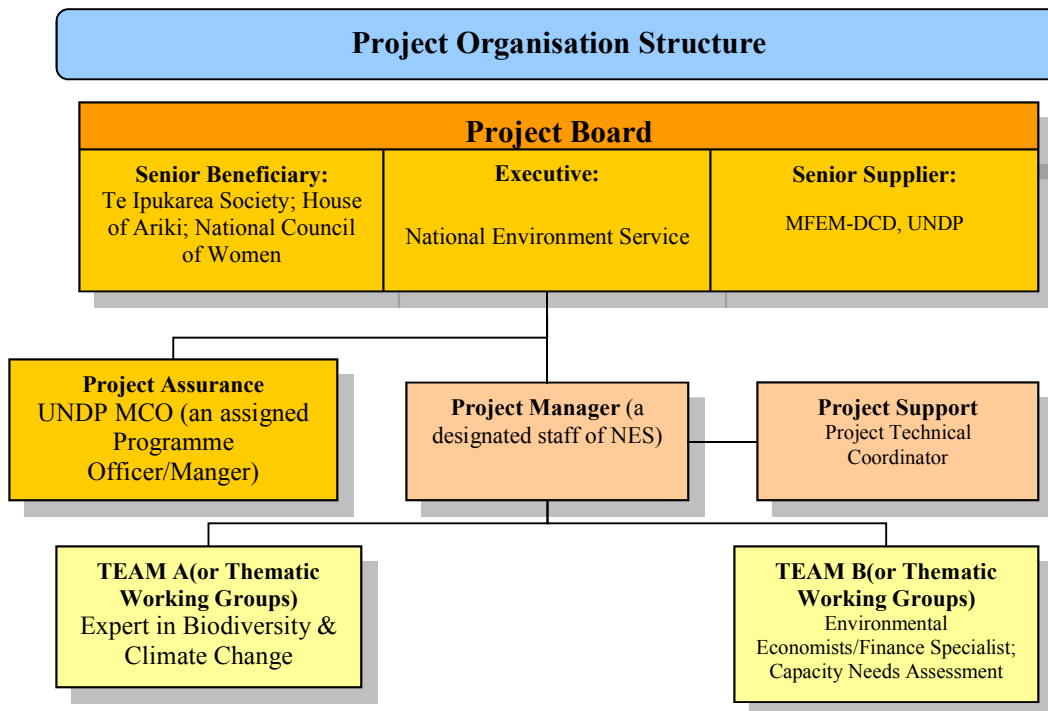 Project Organisation Structure
Project Board
Senior Beneficiary:
Te Ipukarea Society; House
of Ariki; National Council
of Women
Executive:
National Environment Service
Senior Supplier:
MFEM-DCD, UNDP
Project Assurance
UNDP MCO (an assigned
Programme
Officer/Manger)
Project Manager (a
designated staff of NES)
Project Support
Project Technical
Coordinator
TEAM A(or Thematic
Working Groups)
Expert in Biodiversity &
Climate Change
TEAM B(or Thematic
Working Groups)
Environmental
Economists/Finance Specialist;
Capacity Needs Assessment